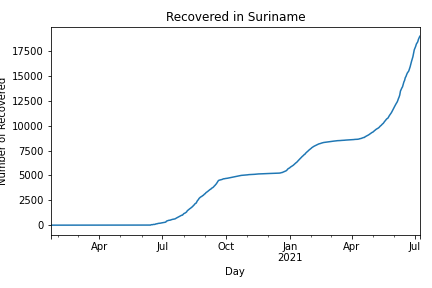 Recovered in Suriname
Number of Recovered
17500
15000
12500
10000
7500
5000
2500
0
Apr
Jul
Oct
Jan
2021
Apr
Jul
Day